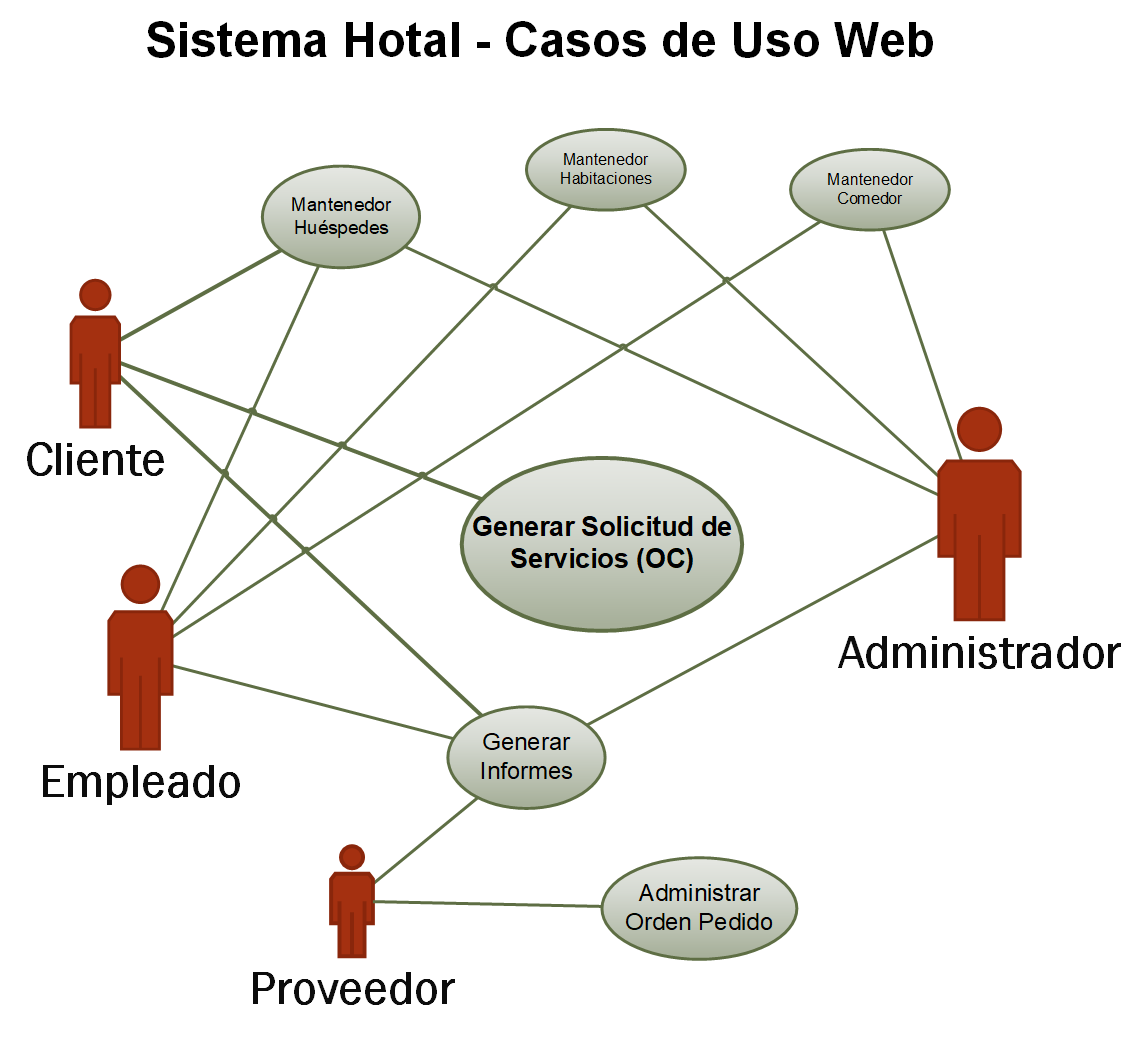 Sistema Hotal - Casos de Uso Web
Mantenedor
Habitaciones
Mantenedor
Comedor
Mantenedor
Huéspedes
Cliente
Generar Solicitud de
Servicios (OC)
Administrador
Empleado
Generar
Informes
Administrar
Orden Pedido
Proveedor